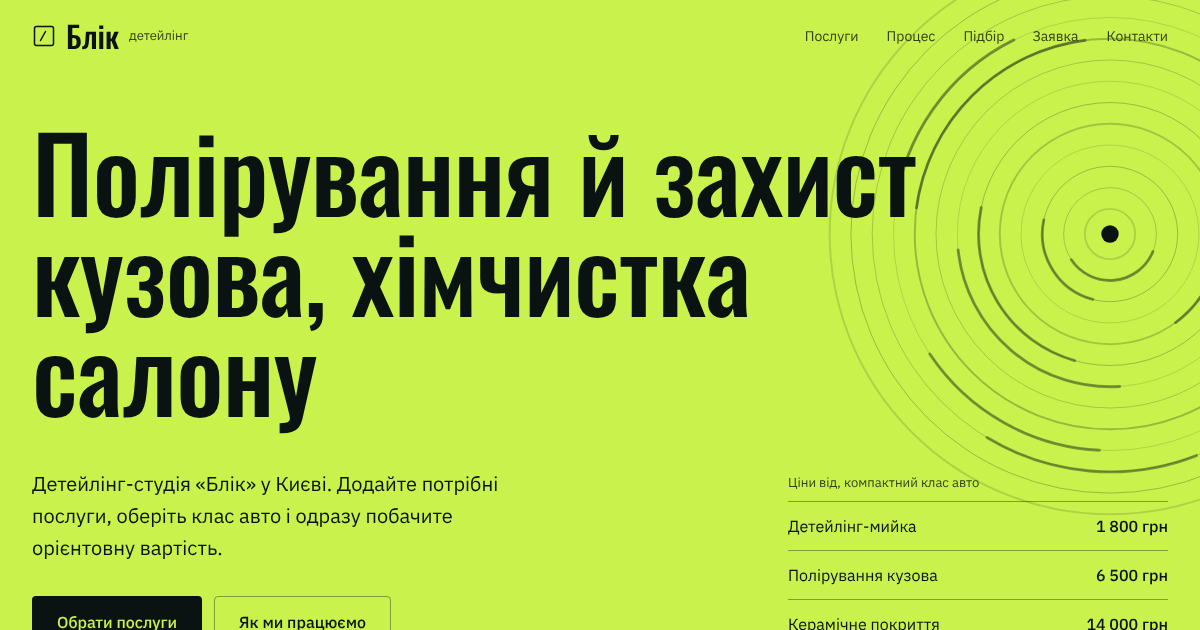 Блік детейлінг
Послуги Процес Підбір Заявка Контакти
Полірування й захист
кузова, хімчистка
салону
Детейлінг-студія «Блік» у Києві. Додайте потрібні
послуги, оберіть клас авто і одразу побачите
орієнтовну вартість.
Обрати послуги Як ми працюємо
Ціни від, компактний клас авто
Детейлінг-мийка 1 800 грн
Полірування кузова 6 500 грн
Керамічне покриття 14 000 грн